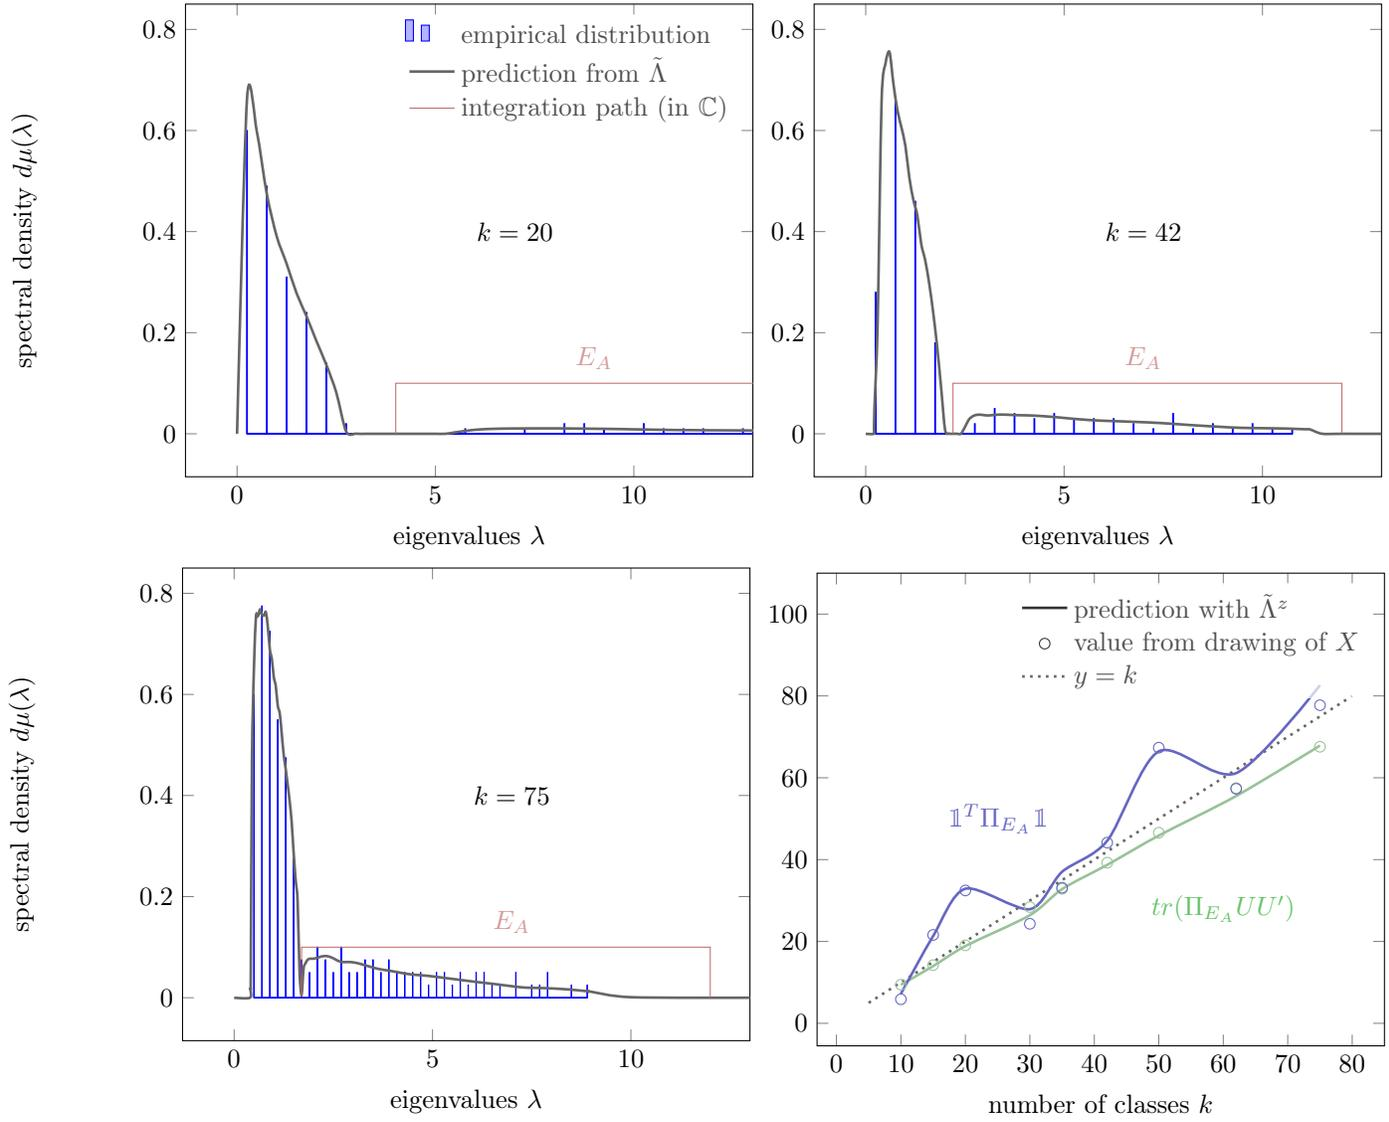 0.8
0.6
0.4
0.2
0
0
5
10
spectral density dμ(λ)
eigenvalues λ
empirical distribution
prediction from Λ̃
integration path (in ℂ)
k = 20
E_A
0.8
0.6
0.4
0.2
0
0
5
10
eigenvalues λ
k = 42
E_A
0.8
0.6
0.4
0.2
0
0
5
10
spectral density dμ(λ)
eigenvalues λ
k = 75
E_A
100
80
60
40
20
0
0 10 20 30 40 50 60 70 80
number of classes k
prediction with Λ̃^z
value from drawing of X
y = k
𝟙^T Π_{E_A} 𝟙
tr(Π_{E_A} UU′)